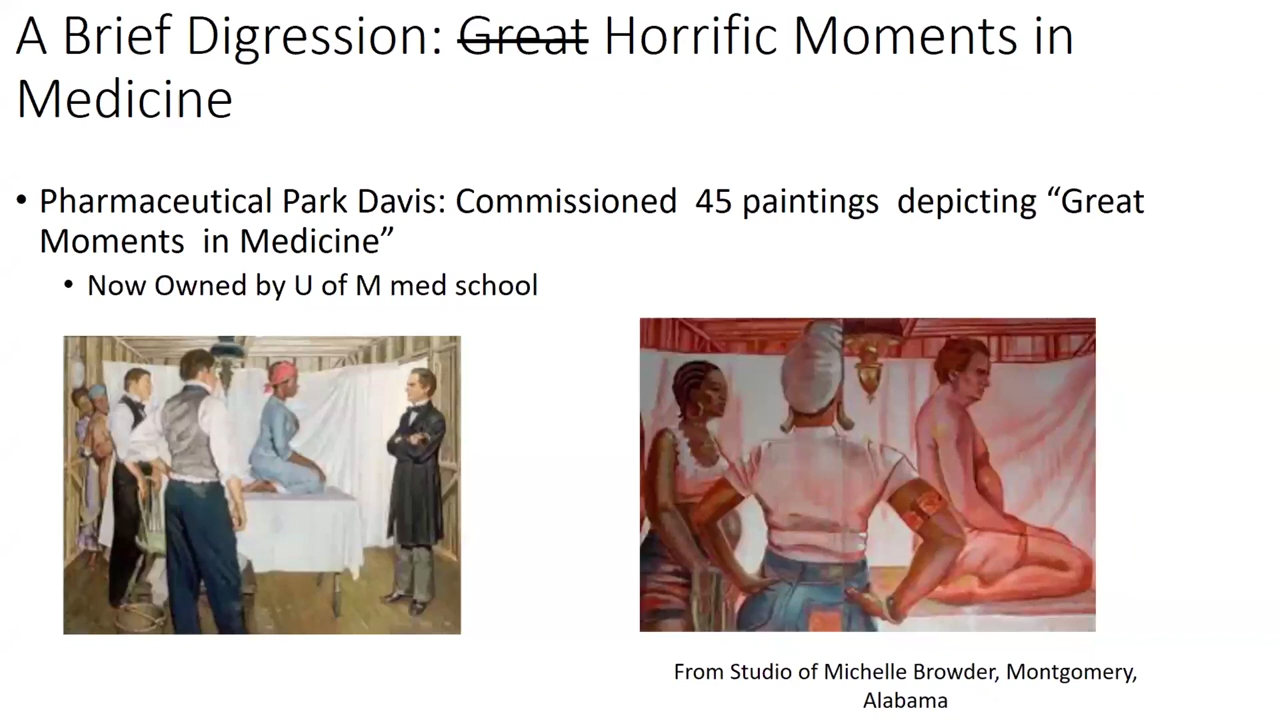 A Brief Digression: Great Horrific Moments in
Medicine
• Pharmaceutical Park Davis: Commissioned 45 paintings depicting “Great
Moments in Medicine”
• Now Owned by U of M med school
From Studio of Michelle Browder, Montgomery,
Alabama